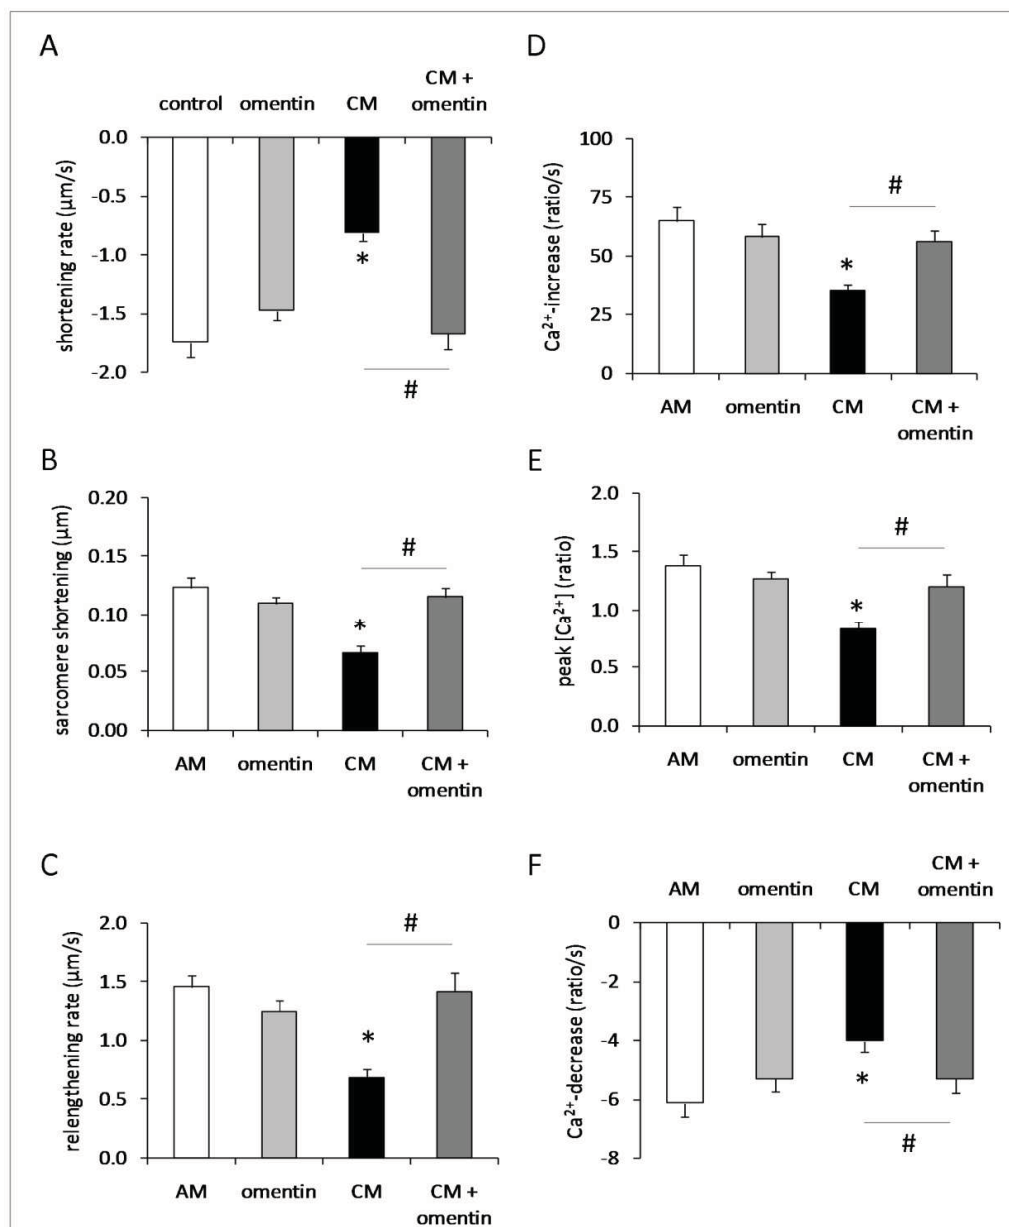 A
control omentin CM CM +
omentin
0.0
-0.5
-1.0
-1.5
-2.0
shortening rate (µm/s)
*
#
B
0.20
0.15
0.10
0.05
0.00
sarcomere shortening (µm)
*
#
AM omentin CM CM +
omentin
C
2.0
1.5
1.0
0.5
0.0
relengthening rate (µm/s)
*
#
AM omentin CM CM +
omentin
D
100
75
50
25
0
Ca²⁺-increase (ratio/s)
*
#
AM omentin CM CM +
omentin
E
2.0
1.5
1.0
0.5
0.0
peak [Ca²⁺] (ratio)
*
#
AM omentin CM CM +
omentin
F
AM omentin CM CM +
omentin
0
-2
-4
-6
-8
Ca²⁺-decrease (ratio/s)
*
#